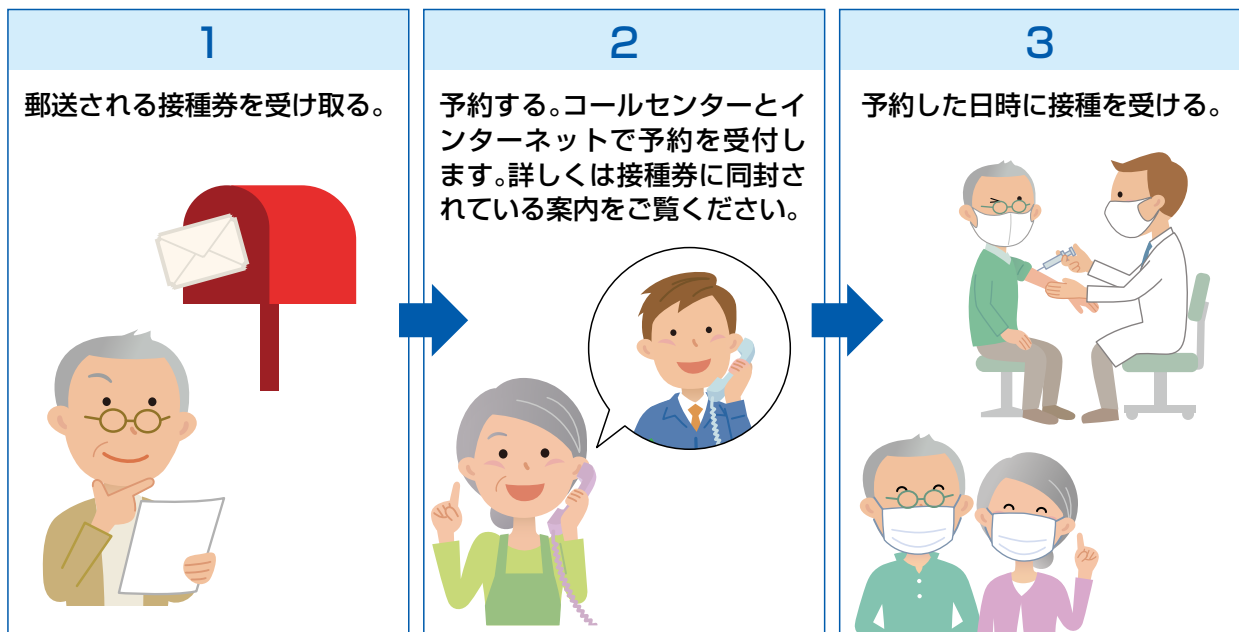 1
郵送される接種券を受け取る。
2
予約する。コールセンターとイ
ンターネットで予約を受付し
ます。詳しくは接種券に同封さ
れている案内をご覧ください。
3
予約した日時に接種を受ける。